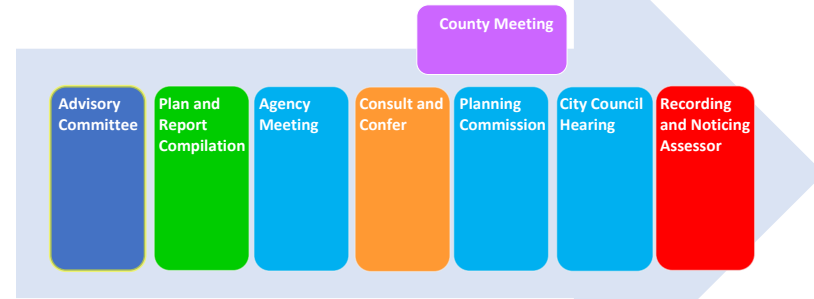 County Meeting
Advisory
Committee
Plan and
Report
Compilation
Agency
Meeting
Consult and
Confer
Planning
Commission
City Council
Hearing
Recording
and Noticing
Assessor